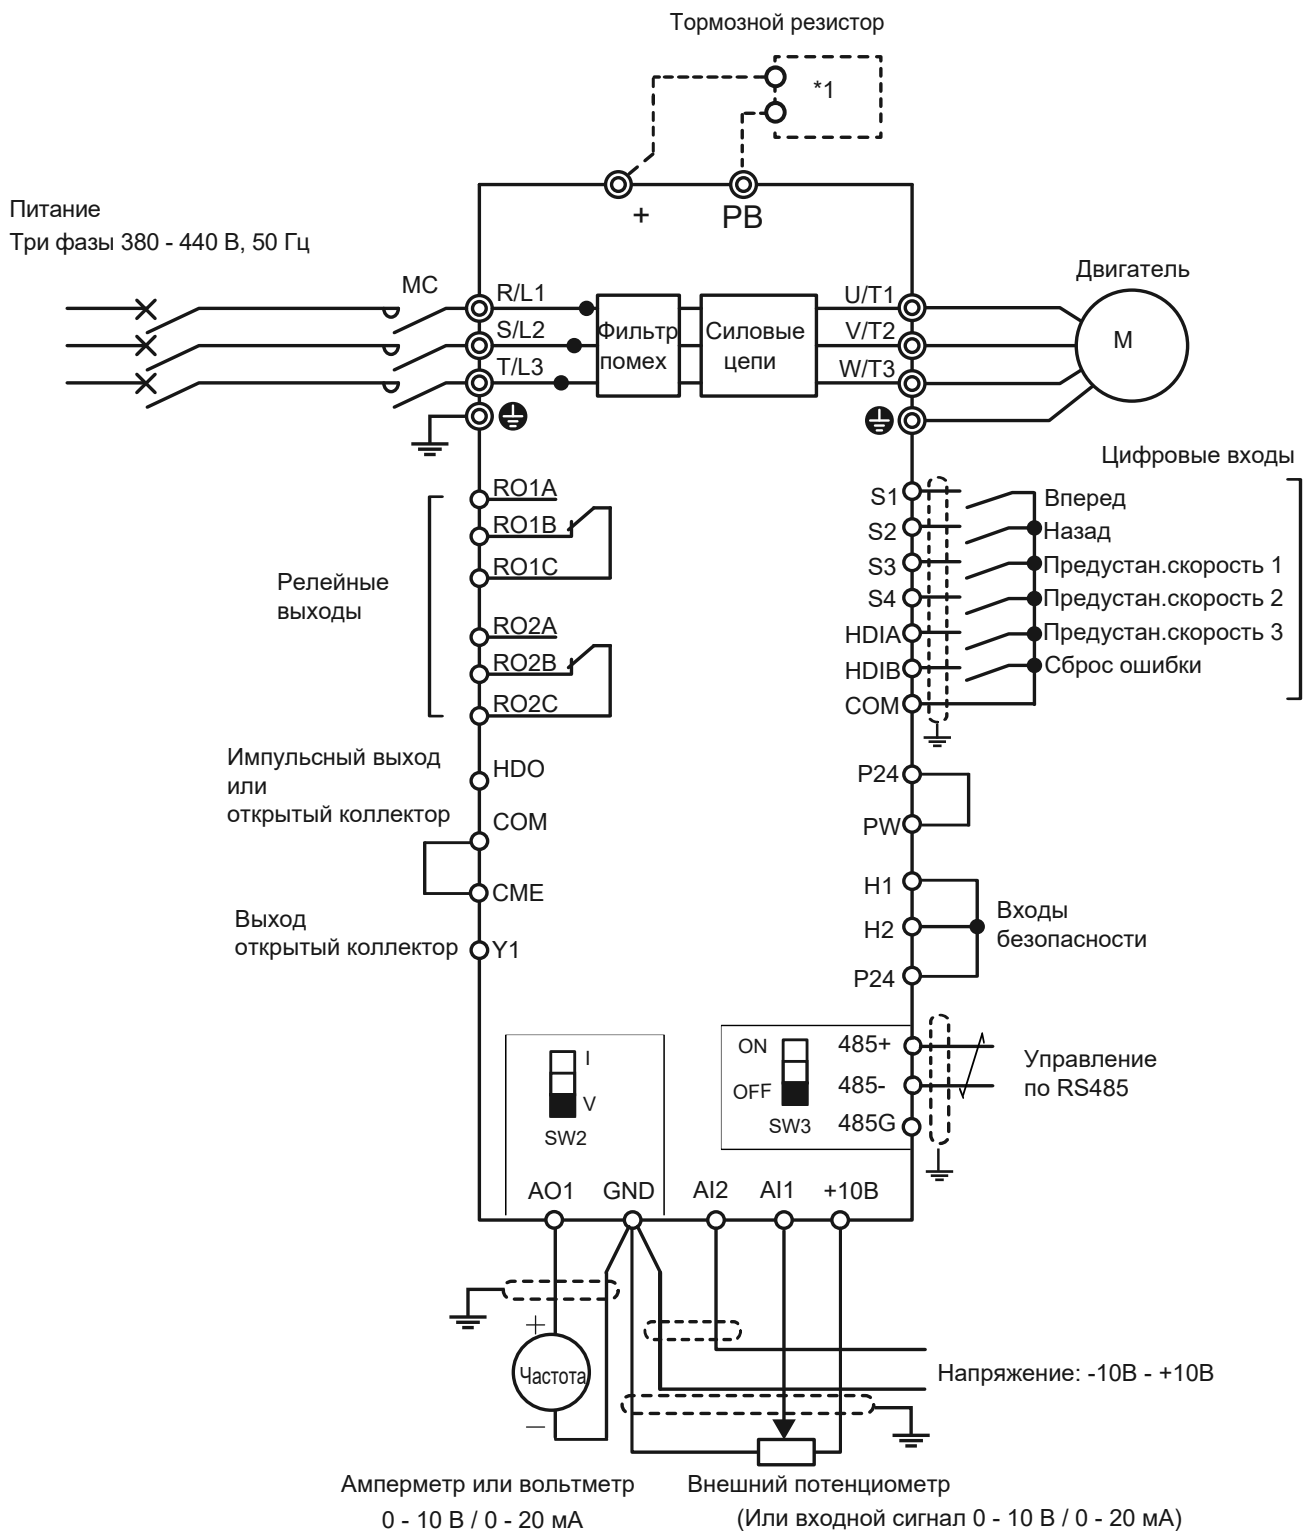 Тормозной резистор
*1
+
PB
Питание
Три фазы 380 - 440 В, 50 Гц
MC
R/L1
S/L2
T/L3
Фильтр
помех
Силовые
цепи
U/T1
V/T2
W/T3
Двигатель
M
Цифровые входы
RO1A
RO1B
RO1C
Релейные
выходы
RO2A
RO2B
RO2C
S1
Вперед
S2
Назад
S3
Предустан.скорость 1
S4
Предустан.скорость 2
HDIA
Предустан.скорость 3
HDIB
Сброс ошибки
COM
Импульсный выход
или
открытый коллектор
HDO
COM
CME
Выход
открытый коллектор
Y1
P24
PW
H1
H2
P24
Входы
безопасности
I
V
SW2
ON
OFF
SW3
485+
485-
485G
Управление
по RS485
AO1
GND
AI2
AI1
+10В
+
Частота
—
Напряжение: -10В - +10В
Амперметр или вольтметр
0 - 10 В / 0 - 20 мА
Внешний потенциометр
(Или входной сигнал 0 - 10 В / 0 - 20 мА)